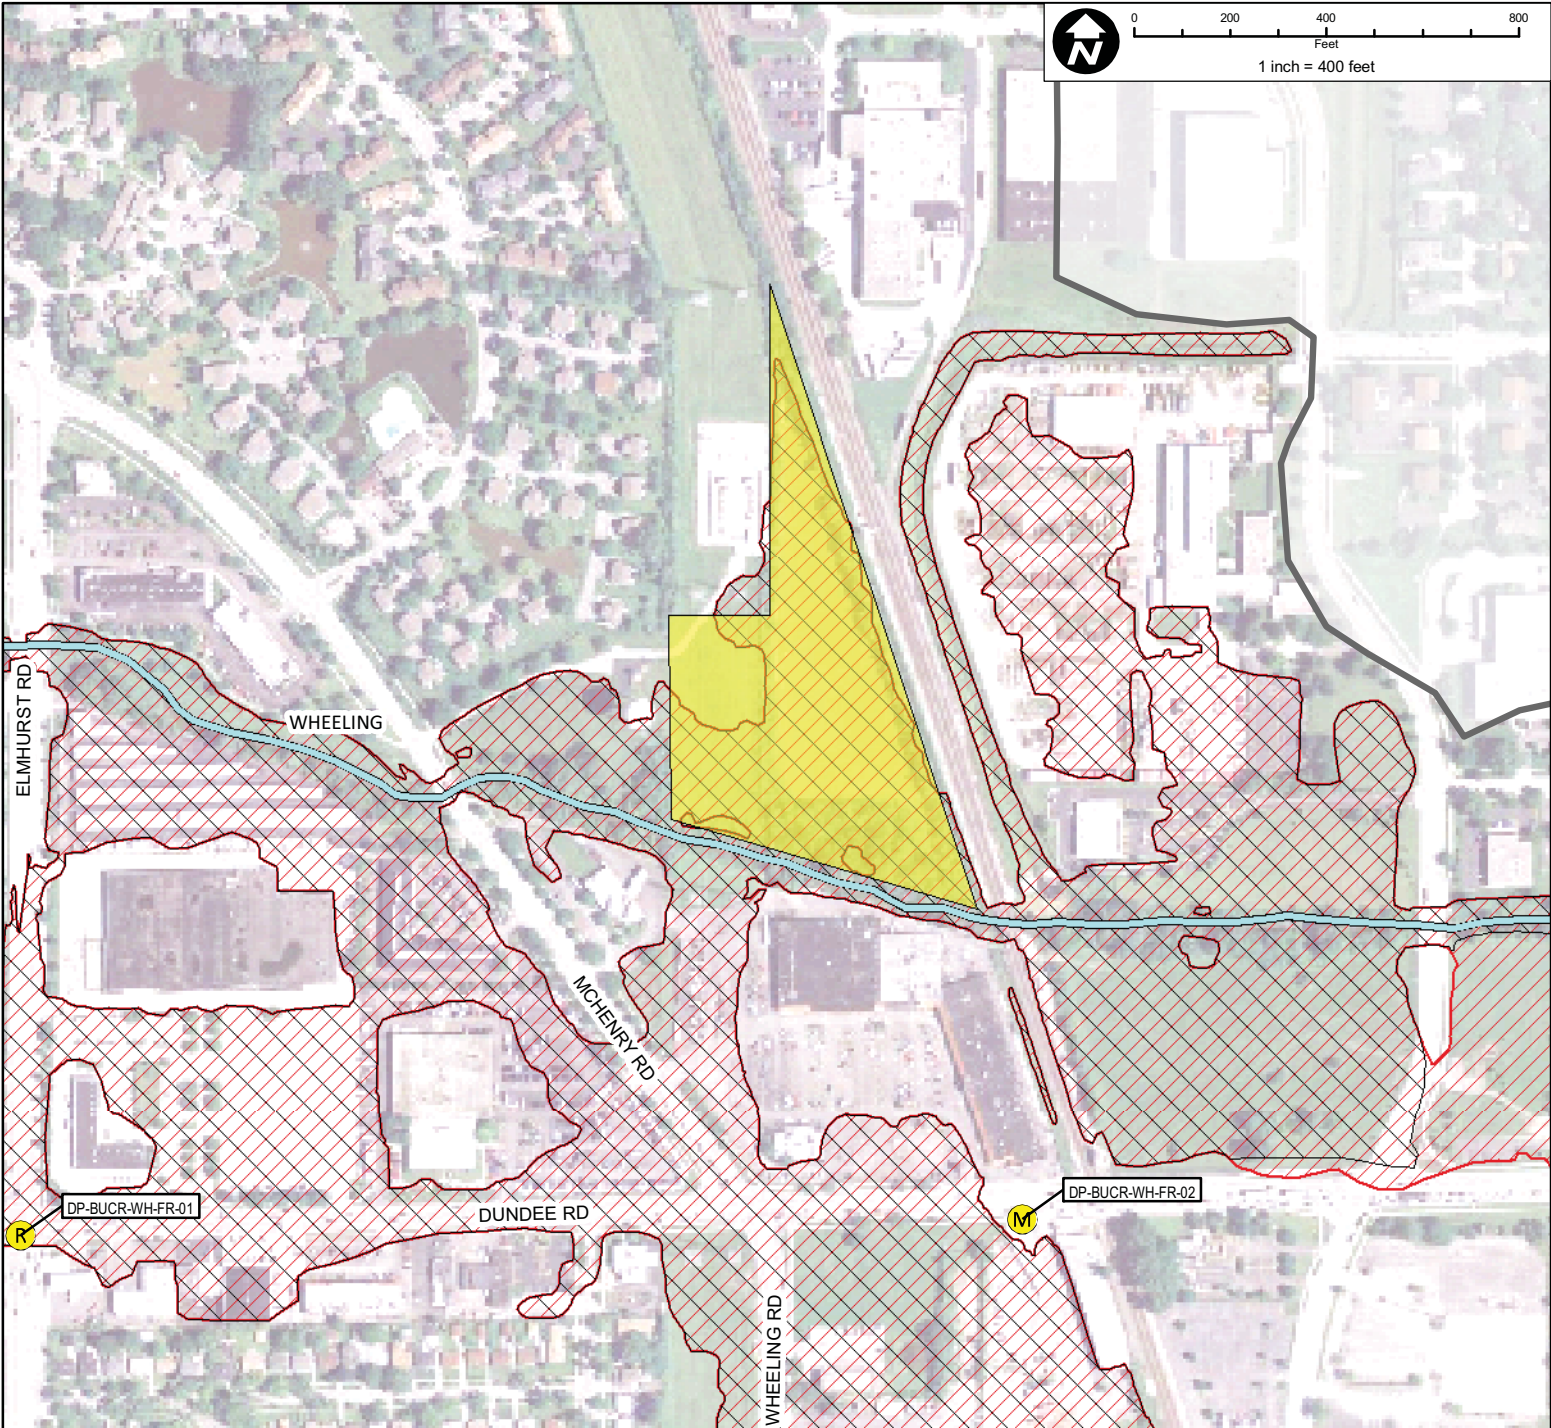 0 200 400 800
Feet
1 inch = 400 feet
N
ELMHURST RD
WHEELING
MCHENRY RD
DP-BUCR-WH-FR-01
R
DUNDEE RD
DP-BUCR-WH-FR-02
M
WHEELING RD